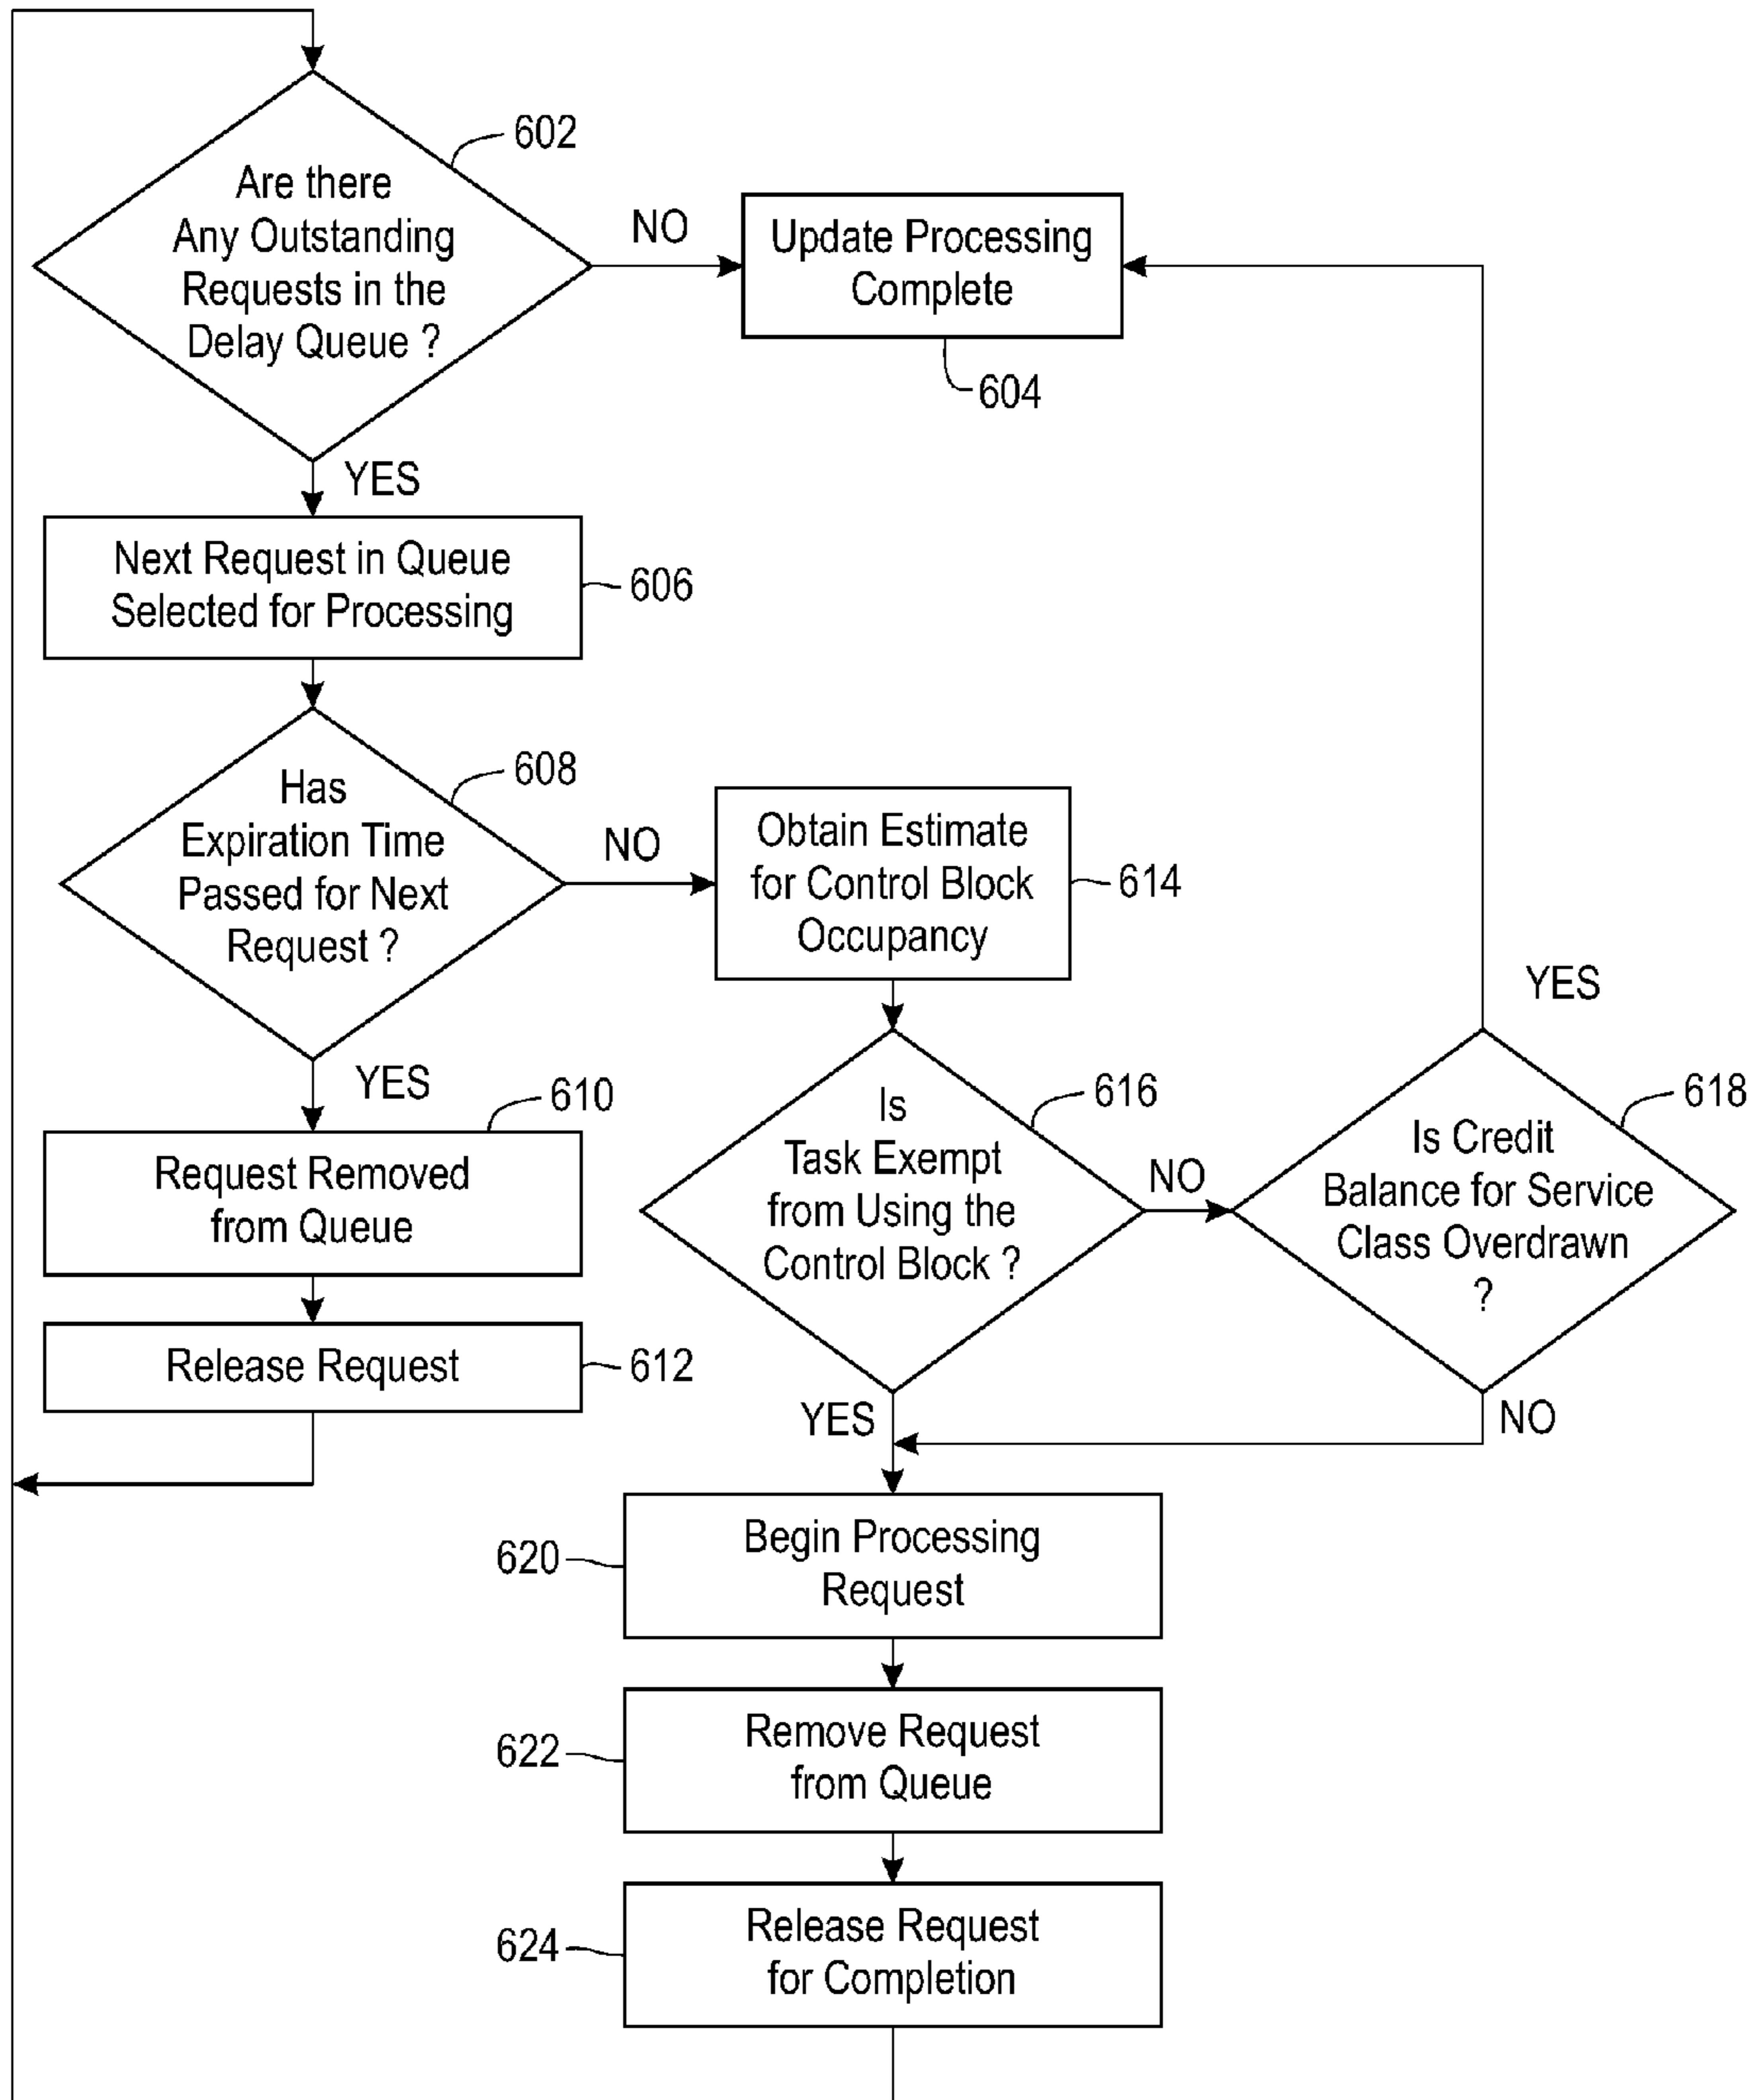 602
Are there
Any Outstanding
Requests in the
Delay Queue ?
NO
Update Processing
Complete
604
YES
Next Request in Queue
Selected for Processing
606
608
Has
Expiration Time
Passed for Next
Request ?
NO
Obtain Estimate
for Control Block
Occupancy
614
YES
YES
610
Request Removed
from Queue
616
Is
Task Exempt
from Using the
Control Block ?
NO
618
Is Credit
Balance for Service
Class Overdrawn
?
Release Request
612
YES
NO
620
Begin Processing
Request
622
Remove Request
from Queue
624
Release Request
for Completion